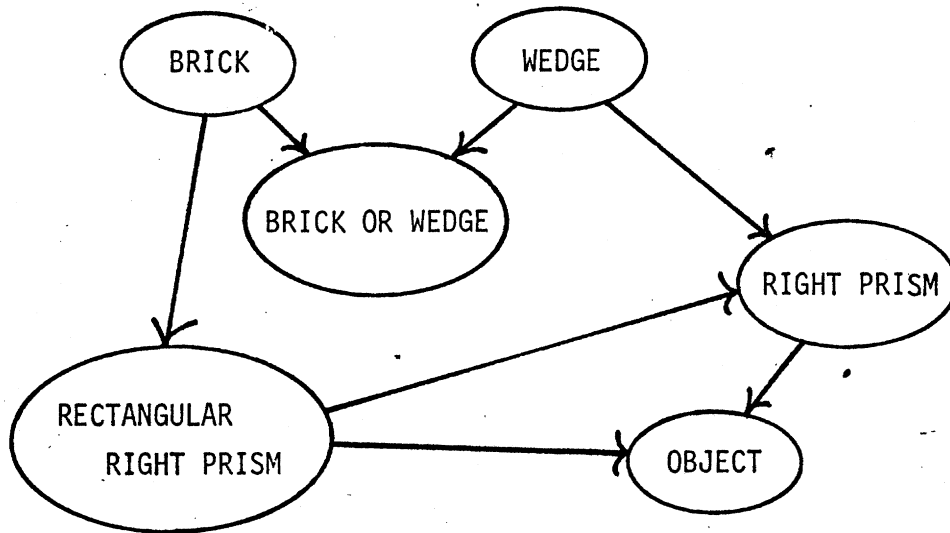 BRICK
WEDGE
BRICK OR WEDGE
RIGHT PRISM
RECTANGULAR
RIGHT PRISM
OBJECT